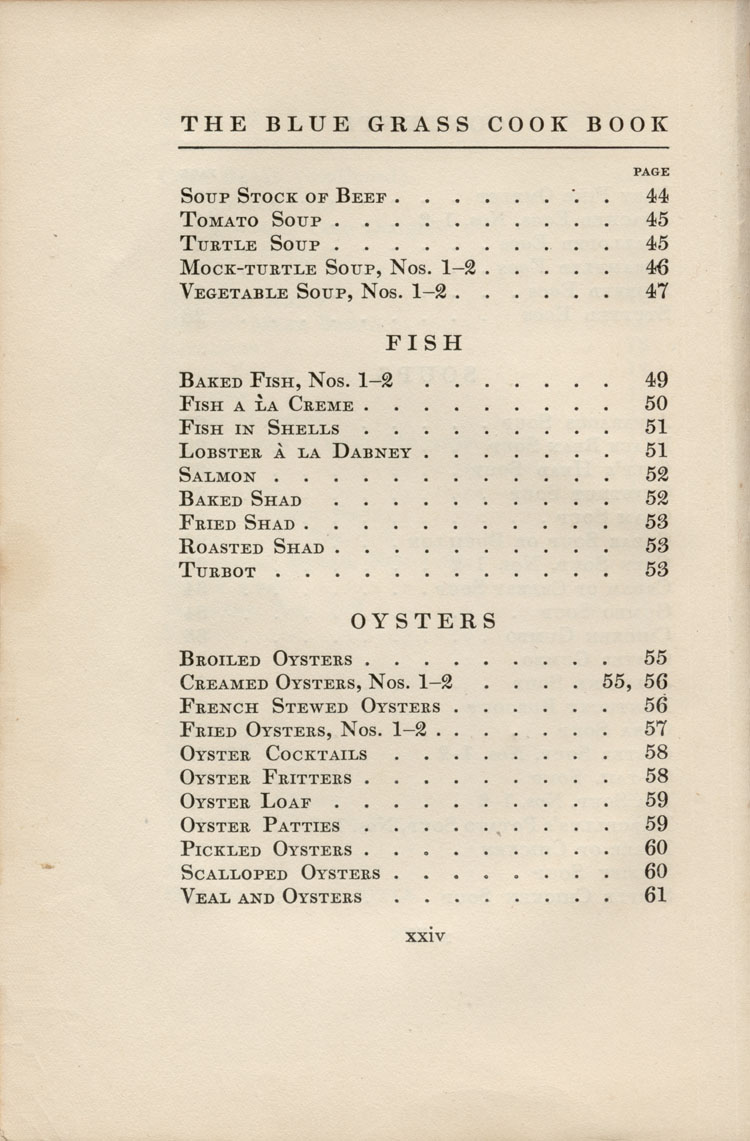 THE BLUE GRASS COOK BOOK
PAGE
SOUP STOCK OF BEEF . . . . . . . . 44
TOMATO SOUP . . . . . . . . . . 45
TURTLE SOUP . . . . . . . . . . 45
MOCK-TURTLE SOUP, NOS. 1–2 . . . . . 46
VEGETABLE SOUP, NOS. 1–2 . . . . . . 47
FISH
BAKED FISH, NOS. 1–2 . . . . . . . 49
FISH A LA CREME . . . . . . . . . 50
FISH IN SHELLS . . . . . . . . . 51
LOBSTER À LA DABNEY . . . . . . . 51
SALMON . . . . . . . . . . . . 52
BAKED SHAD . . . . . . . . . . 52
FRIED SHAD . . . . . . . . . . . 53
ROASTED SHAD . . . . . . . . . . 53
TURBOT . . . . . . . . . . . . 53
OYSTERS
BROILED OYSTERS . . . . . . . . . 55
CREAMED OYSTERS, NOS. 1–2 . . . . 55, 56
FRENCH STEWED OYSTERS . . . . . . 56
FRIED OYSTERS, NOS. 1–2 . . . . . . . 57
OYSTER COCKTAILS . . . . . . . . 58
OYSTER FRITTERS . . . . . . . . . 58
OYSTER LOAF . . . . . . . . . . 59
OYSTER PATTIES . . . . . . . . . 59
PICKLED OYSTERS . . . . . . . . . 60
SCALLOPED OYSTERS . . . . . . . . 60
VEAL AND OYSTERS . . . . . . . . 61
xxiv